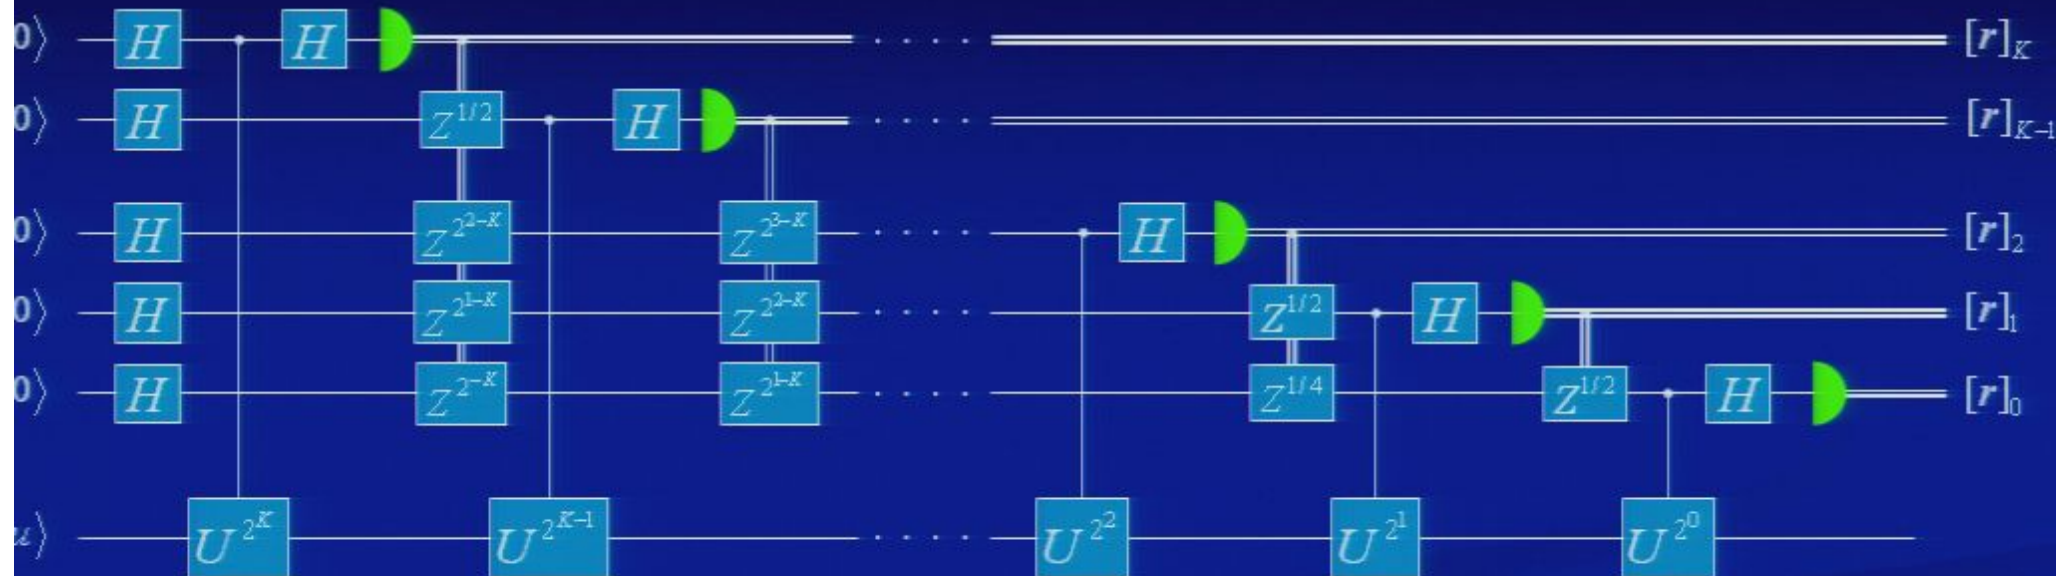 0⟩ H H [r]_K
0⟩ H Z^{1/2} H [r]_{K-1}
0⟩ H Z^{2^{2-K}} Z^{2^{3-K}} H [r]_2
0⟩ H Z^{2^{1-K}} Z^{2^{2-K}} Z^{1/2} H [r]_1
0⟩ H Z^{2^{-K}} Z^{2^{1-K}} Z^{1/4} Z^{1/2} H [r]_0
u⟩ U^{2^K} U^{2^{K-1}} U^{2^2} U^{2^1} U^{2^0}